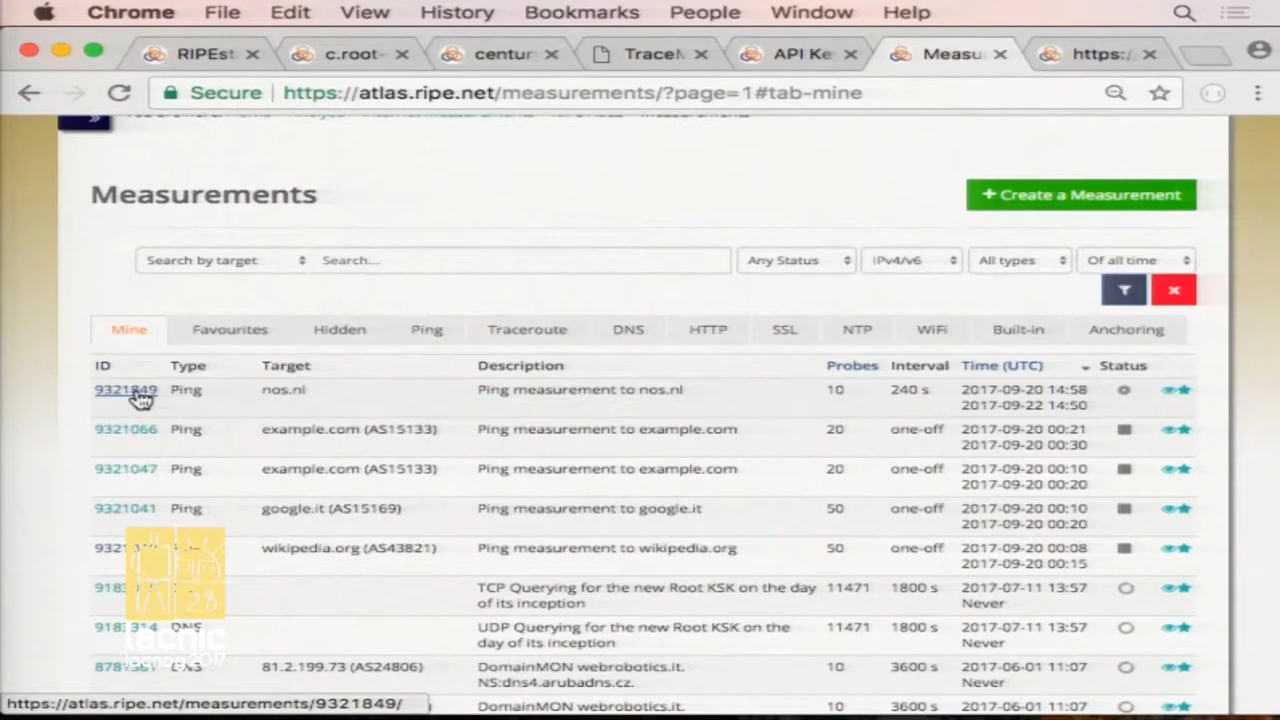 Chrome File Edit View History Bookmarks People Window Help
RIPEst c.root- centur TraceM API Ke Measu https:/
Secure https://atlas.ripe.net/measurements/?page=1#tab-mine
Measurements
+ Create a Measurement
Search by target Search... Any Status IPv4/v6 All types Of all time
Mine Favourites Hidden Ping Traceroute DNS HTTP SSL NTP WiFi Built-in Anchoring
ID Type Target Description Probes Interval Time (UTC) Status
9321849 Ping nos.nl Ping measurement to nos.nl 10 240 s 2017-09-20 14:58
2017-09-22 14:50
9321066 Ping example.com (AS15133) Ping measurement to example.com 20 one-off 2017-09-20 00:21
2017-09-20 00:30
9321047 Ping example.com (AS15133) Ping measurement to example.com 20 one-off 2017-09-20 00:10
2017-09-20 00:20
9321041 Ping google.it (AS15169) Ping measurement to google.it 50 one-off 2017-09-20 00:10
2017-09-20 00:20
wikipedia.org (AS43821) Ping measurement to wikipedia.org 50 one-off 2017-09-20 00:08
2017-09-20 00:15
TCP Querying for the new Root KSK on the day 11471 1800 s 2017-07-11 13:57
of its inception Never
9183314 DNS UDP Querying for the new Root KSK on the 11471 1800 s 2017-07-11 13:57
day of its inception Never
DNS 81.2.199.73 (AS24806) DomainMON webrobotics.it. 10 3600 s 2017-06-01 11:07
NS:dns4.arubadns.cz. Never
DomainMON webrobotics.it. 10 3600 s 2017-06-01 11:07
28
lacnic
lacnog2017
https://atlas.ripe.net/measurements/9321849/